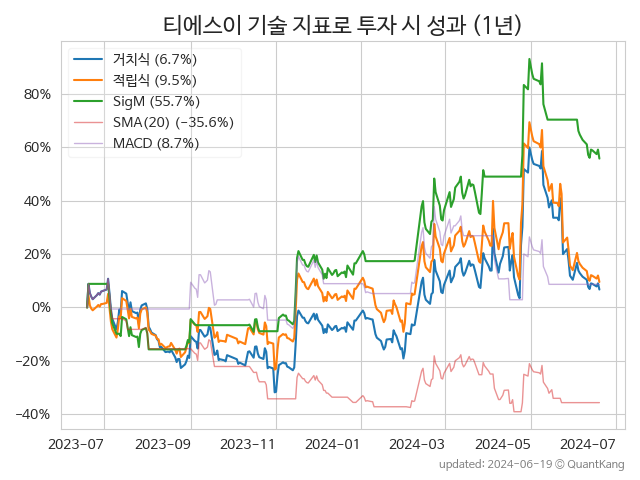 티에스이 기술 지표로 투자 시 성과 (1년)
거치식 (6.7%)
적립식 (9.5%)
SigM (55.7%)
SMA(20) (−35.6%)
MACD (8.7%)
80%
60%
40%
20%
0%
−20%
−40%
2023-07 2023-09 2023-11 2024-01 2024-03 2024-05 2024-07
updated: 2024-06-19 © QuantKang